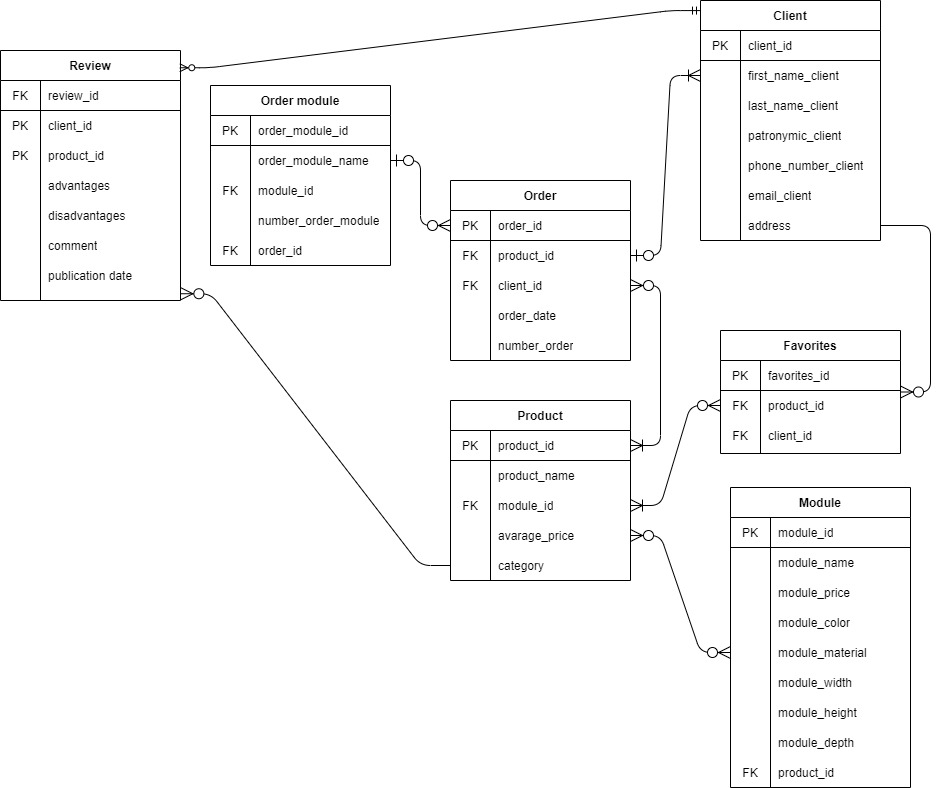 Client
PK client_id
first_name_client
last_name_client
patronymic_client
phone_number_client
email_client
address
Review
FK review_id
PK client_id
PK product_id
advantages
disadvantages
comment
publication date
Order module
PK order_module_id
order_module_name
FK module_id
number_order_module
FK order_id
Order
PK order_id
FK product_id
FK client_id
order_date
number_order
Favorites
PK favorites_id
FK product_id
FK client_id
Product
PK product_id
product_name
FK module_id
avarage_price
category
Module
PK module_id
module_name
module_price
module_color
module_material
module_width
module_height
module_depth
FK product_id